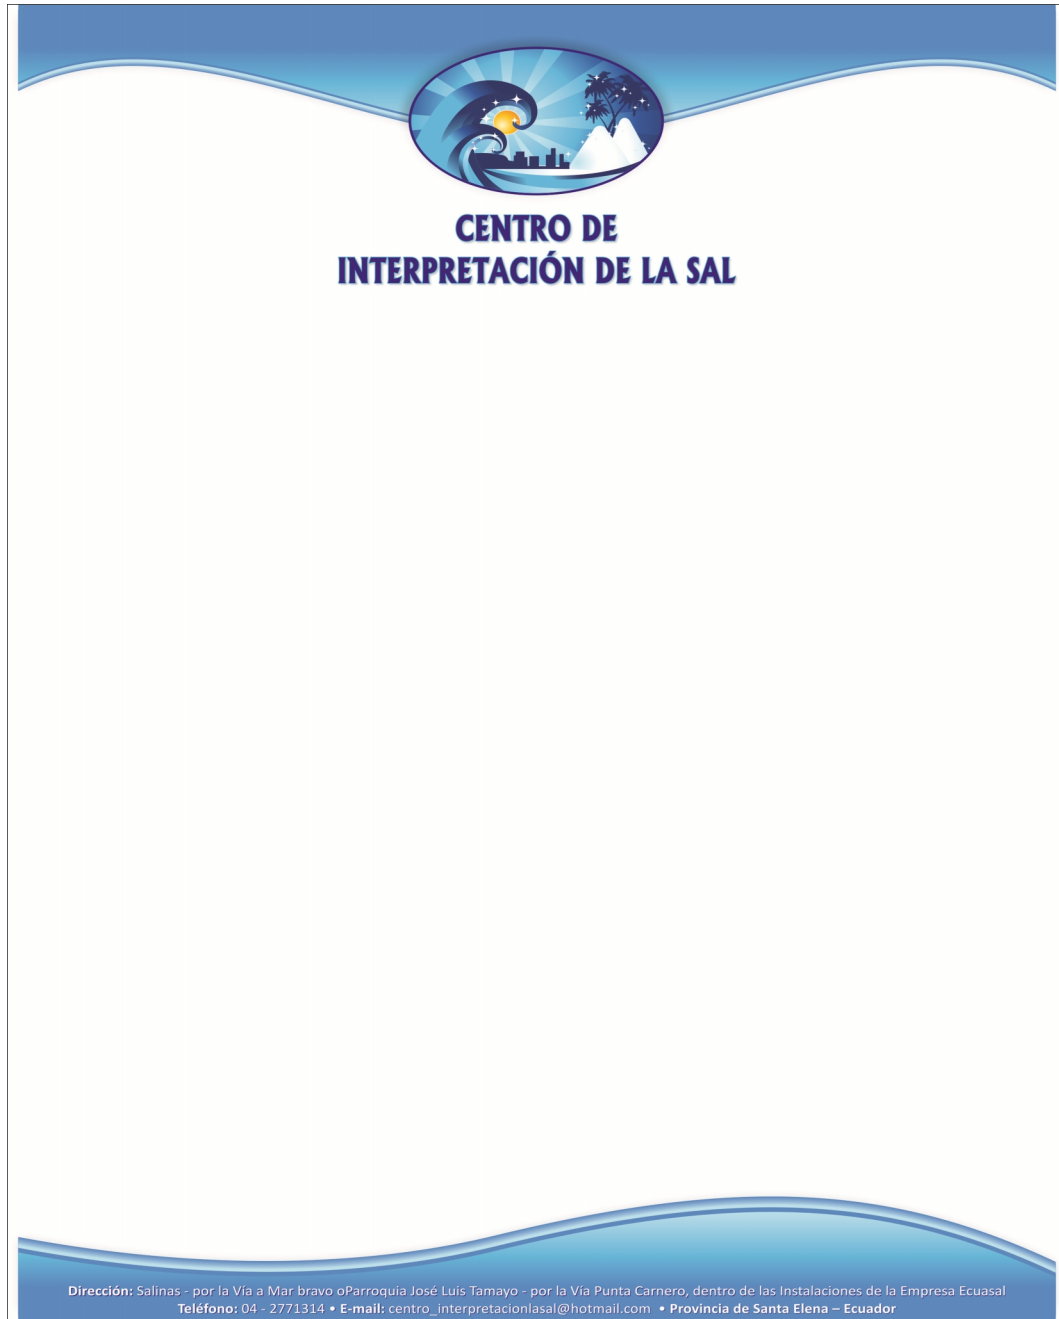 CENTRO DE
INTERPRETACIÓN DE LA SAL
Dirección: Salinas - por la Vía a Mar bravo oParroquia José Luis Tamayo - por la Vía Punta Carnero, dentro de las Instalaciones de la Empresa Ecuasal
Teléfono: 04 - 2771314 • E-mail: centro_interpretacionlasal@hotmail.com • Provincia de Santa Elena – Ecuador